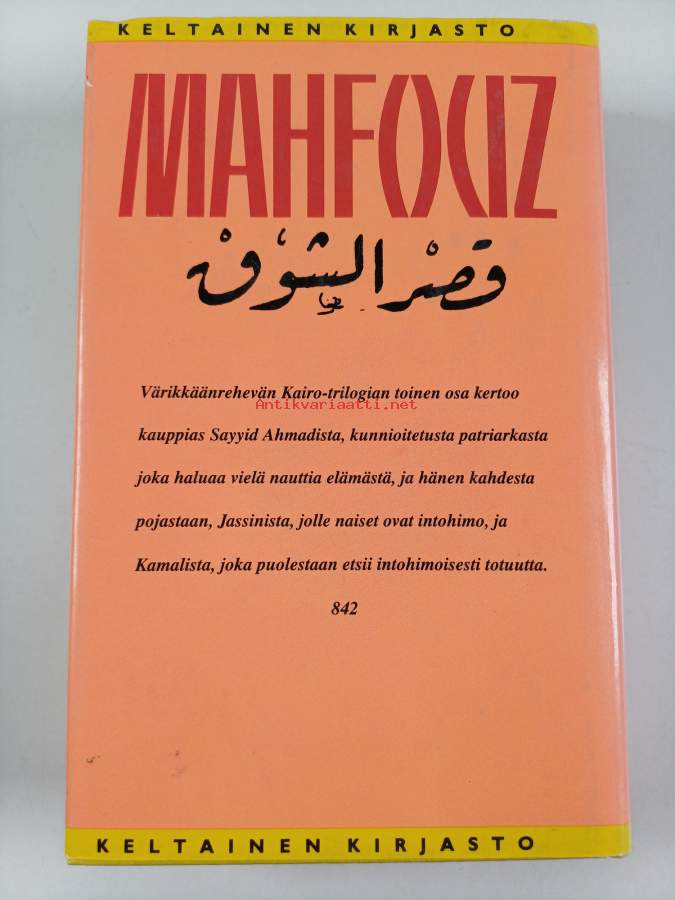 KELTAINEN KIRJASTO
MAHFOUZ
قصر الشوق
Värikkäänrehevän Kairo-trilogian toinen osa kertoo
Antikvariaatti.net
kauppias Sayyid Ahmadista, kunnioitetusta patriarkasta
joka haluaa vielä nauttia elämästä, ja hänen kahdesta
pojastaan, Jassinista, jolle naiset ovat intohimo, ja
Kamalista, joka puolestaan etsii intohimoisesti totuutta.
842
KELTAINEN KIRJASTO